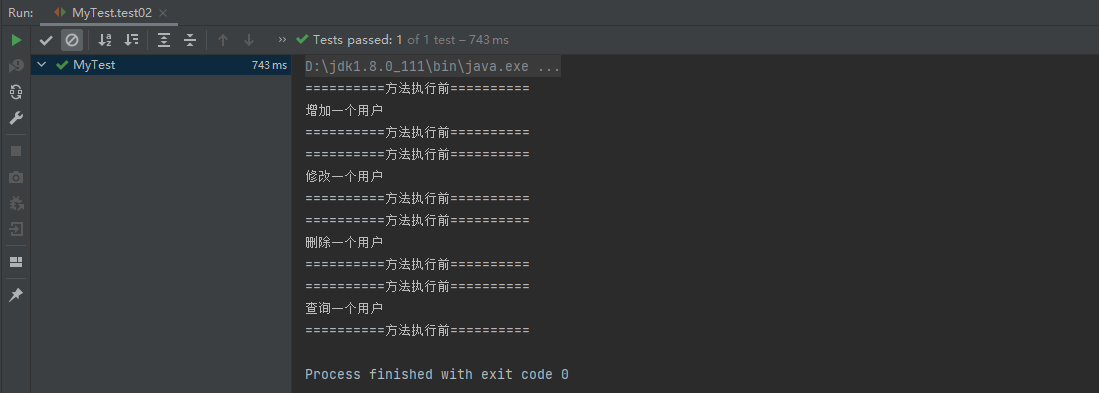 Run: MyTest.test02
Tests passed: 1 of 1 test – 743 ms
MyTest 743 ms
D:\jdk1.8.0_111\bin\java.exe ...
==========方法执行前==========
增加一个用户
==========方法执行前==========
==========方法执行前==========
修改一个用户
==========方法执行前==========
==========方法执行前==========
删除一个用户
==========方法执行前==========
==========方法执行前==========
查询一个用户
==========方法执行前==========
Process finished with exit code 0